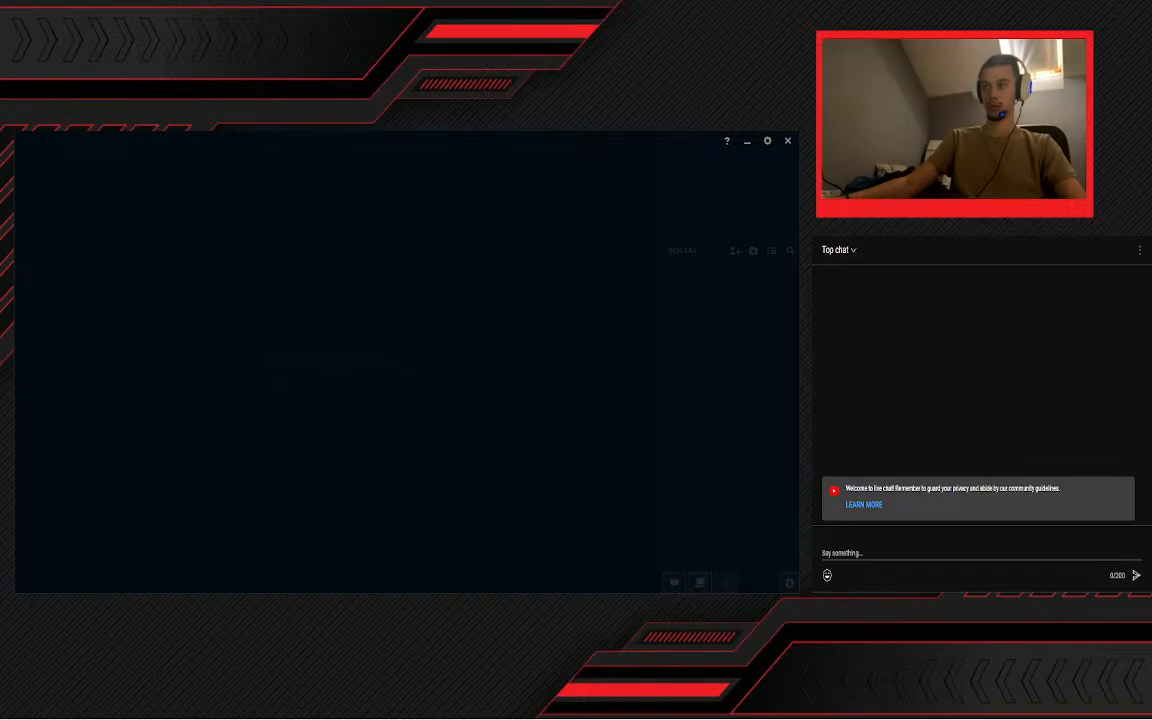 ?
SOCIAL
Top chat
Welcome to live chat! Remember to guard your privacy and abide by our community guidelines.
LEARN MORE
Say something...
0/200